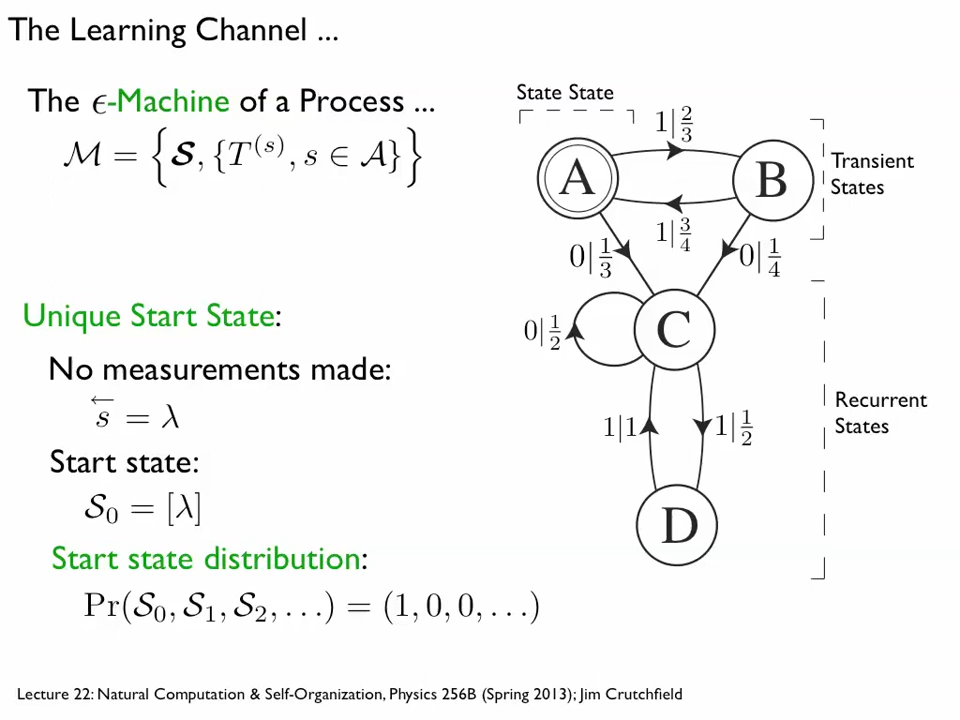 The Learning Channel ...
The ϵ-Machine of a Process ...
M = {S, {T^(s), s ∈ A}}
State State
1|2/3
A
B
Transient
States
1|3/4
0|1/3
0|1/4
Unique Start State:
0|1/2
C
No measurements made:
s← = λ
Recurrent
States
1|1
1|1/2
Start state:
S₀ = [λ]
D
Start state distribution:
Pr(S₀, S₁, S₂, . . .) = (1, 0, 0, . . .)
Lecture 22: Natural Computation & Self-Organization, Physics 256B (Spring 2013); Jim Crutchfield